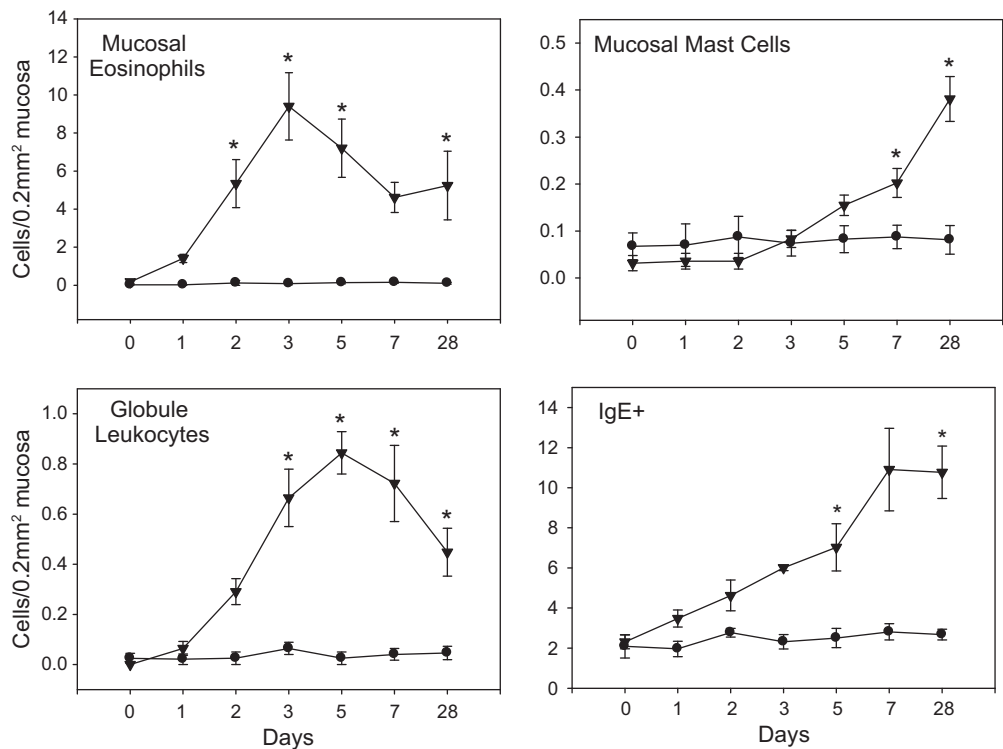 Mucosal
Eosinophils
Cells/0.2mm² mucosa
14
12
10
8
6
4
2
0
*
*
*
*
0 1 2 3 5 7 28
Mucosal Mast Cells
0.5
0.4
0.3
0.2
0.1
0.0
*
*
0 1 2 3 5 7 28
Globule
Leukocytes
Cells/0.2mm² mucosa
1.0
0.8
0.6
0.4
0.2
0.0
*
*
*
*
0 1 2 3 5 7 28
Days
IgE+
14
12
10
8
6
4
2
0
*
*
0 1 2 3 5 7 28
Days